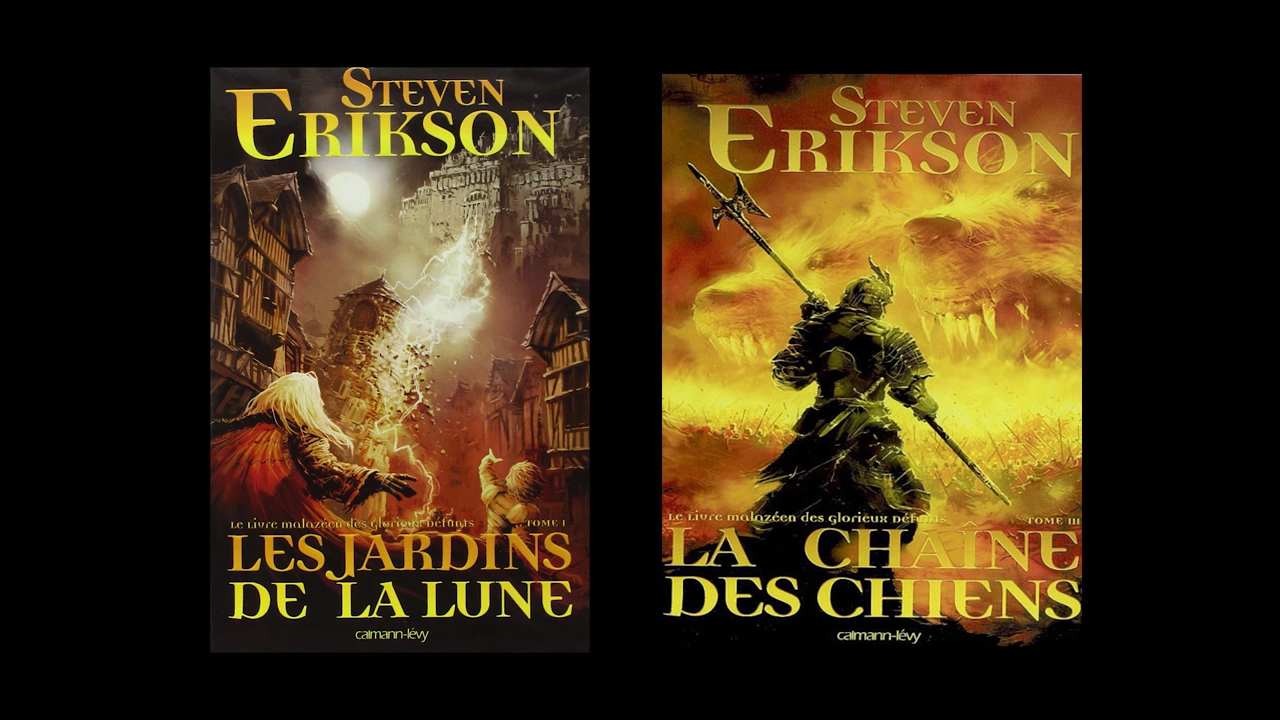 STEVEN
ERIKSON
Le Livre malazéen des glorieux Défunts TOME I
LES JARDINS
DE LA LUNE
calmann-lévy
STEVEN
ERIKSON
Le Livre malazéen des glorieux Défunts TOME III
LA CHAÎNE
DES CHIENS
calmann-lévy